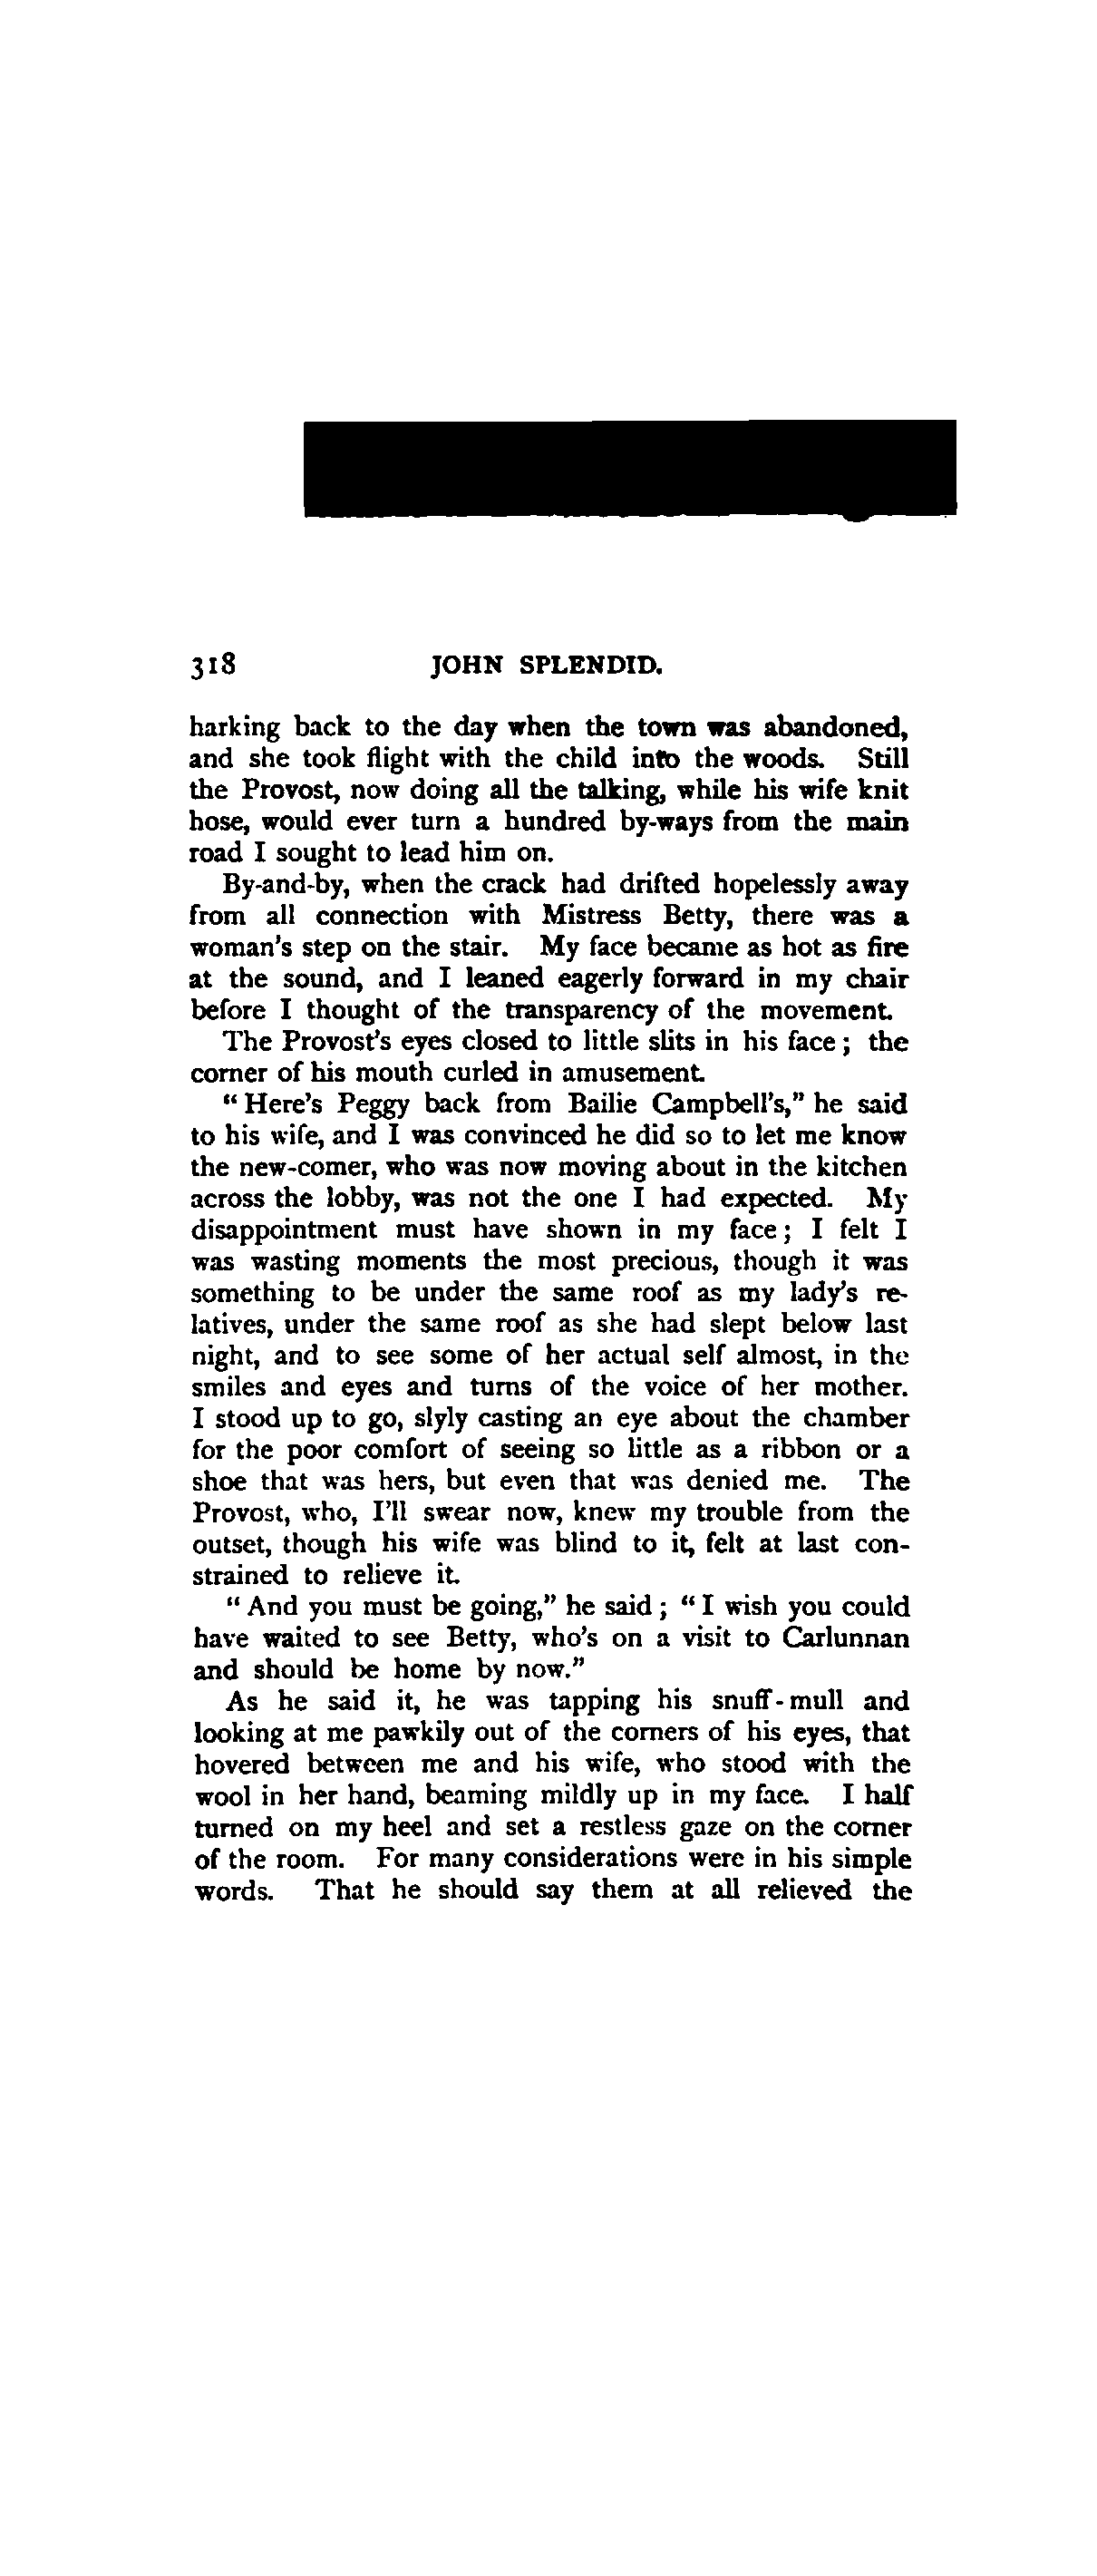 318 JOHN SPLENDID.
harking back to the day when the town was abandoned,
and she took flight with the child into the woods. Still
the Provost, now doing all the talking, while his wife knit
hose, would ever turn a hundred by-ways from the main
road I sought to lead him on.
By-and-by, when the crack had drifted hopelessly away
from all connection with Mistress Betty, there was a
woman's step on the stair. My face became as hot as fire
at the sound, and I leaned eagerly forward in my chair
before I thought of the transparency of the movement.
The Provost's eyes closed to little slits in his face; the
corner of his mouth curled in amusement.
"Here's Peggy back from Bailie Campbell's," he said
to his wife, and I was convinced he did so to let me know
the new-comer, who was now moving about in the kitchen
across the lobby, was not the one I had expected. My
disappointment must have shown in my face; I felt I
was wasting moments the most precious, though it was
something to be under the same roof as my lady's re-
latives, under the same roof as she had slept below last
night, and to see some of her actual self almost, in the
smiles and eyes and turns of the voice of her mother.
I stood up to go, slyly casting an eye about the chamber
for the poor comfort of seeing so little as a ribbon or a
shoe that was hers, but even that was denied me. The
Provost, who, I'll swear now, knew my trouble from the
outset, though his wife was blind to it, felt at last con-
strained to relieve it.
"And you must be going," he said; "I wish you could
have waited to see Betty, who's on a visit to Carlunnan
and should be home by now."
As he said it, he was tapping his snuff-mull and
looking at me pawkily out of the corners of his eyes, that
hovered between me and his wife, who stood with the
wool in her hand, beaming mildly up in my face. I half
turned on my heel and set a restless gaze on the corner
of the room. For many considerations were in his simple
words. That he should say them at all relieved the